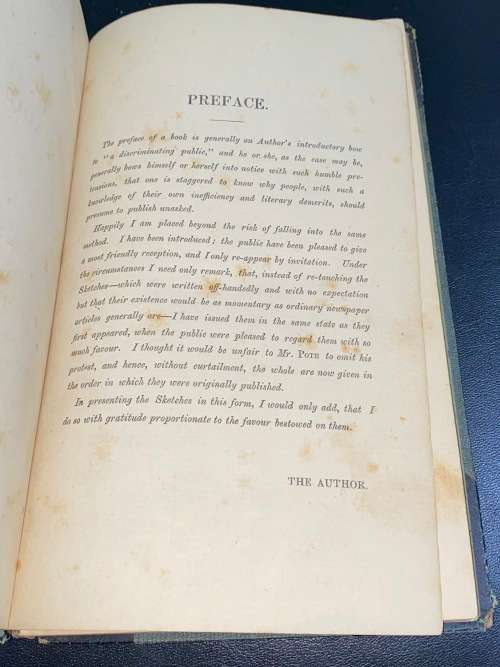 PREFACE.
The preface of a book is generally an Author's introductory bow
to "a discriminating public," and he or she, as the case may be,
generally bows himself or herself into notice with such humble pre-
tensions, that one is staggered to know why people, with such a
knowledge of their own inefficiency and literary demerits, should
presume to publish unasked.
Happily I am placed beyond the risk of falling into the same
method. I have been introduced; the public have been pleased to give
a most friendly reception, and I only re-appear by invitation. Under
the circumstances I need only remark, that, instead of re-touching the
Sketches—which were written off-handedly and with no expectation
but that their existence would be as momentary as ordinary newspaper
articles generally are—I have issued them in the same state as they
first appeared, when the public were pleased to regard them with so
much favour. I thought it would be unfair to Mr. POTE to omit his
protest, and hence, without curtailment, the whole are now given in
the order in which they were originally published.
In presenting the Sketches in this form, I would only add, that I
do so with gratitude proportionate to the favour bestowed on them.
THE AUTHOR.